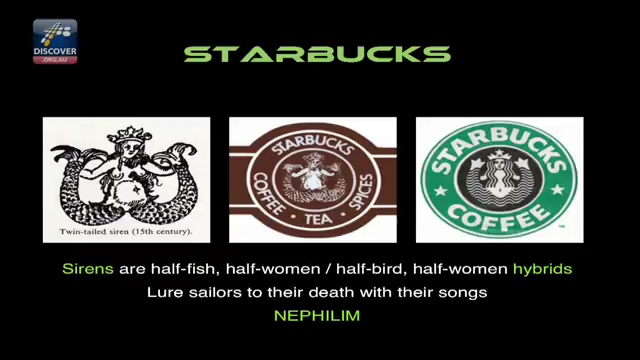 DISCOVER
.ORG.AU
STARBUCKS
Twin-tailed siren (15th century).
STARBUCKS
COFFEE • TEA • SPICES
STARBUCKS
COFFEE
TM
Sirens are half-fish, half-women / half-bird, half-women hybrids
Lure sailors to their death with their songs
NEPHILIM